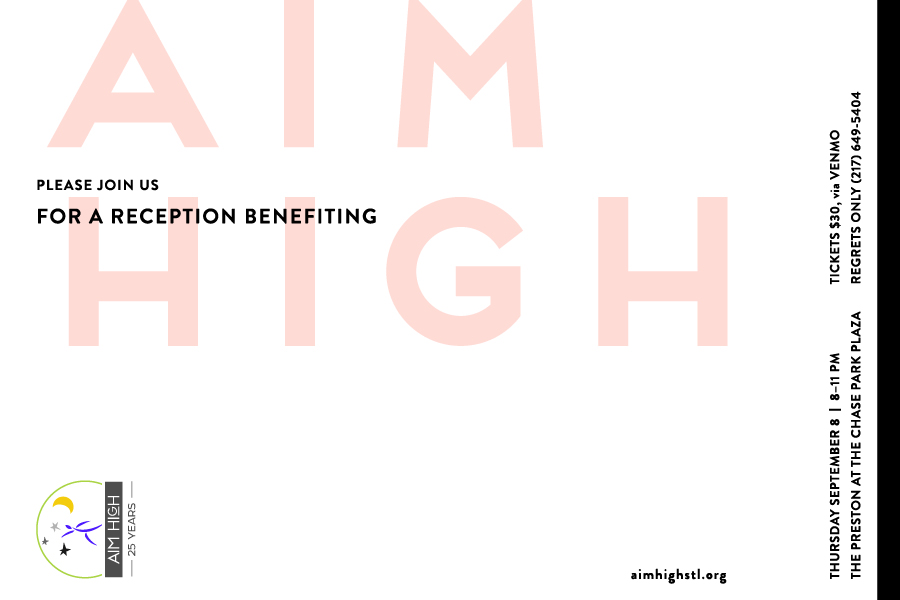 AIM
PLEASE JOIN US
FOR A RECEPTION BENEFITING
HIGH
AIM HIGH
— 25 YEARS —
aimhighstl.org
THURSDAY SEPTEMBER 8 | 8–11 PM
THE PRESTON AT THE CHASE PARK PLAZA
TICKETS $30, via VENMO
REGRETS ONLY (217) 649-5404